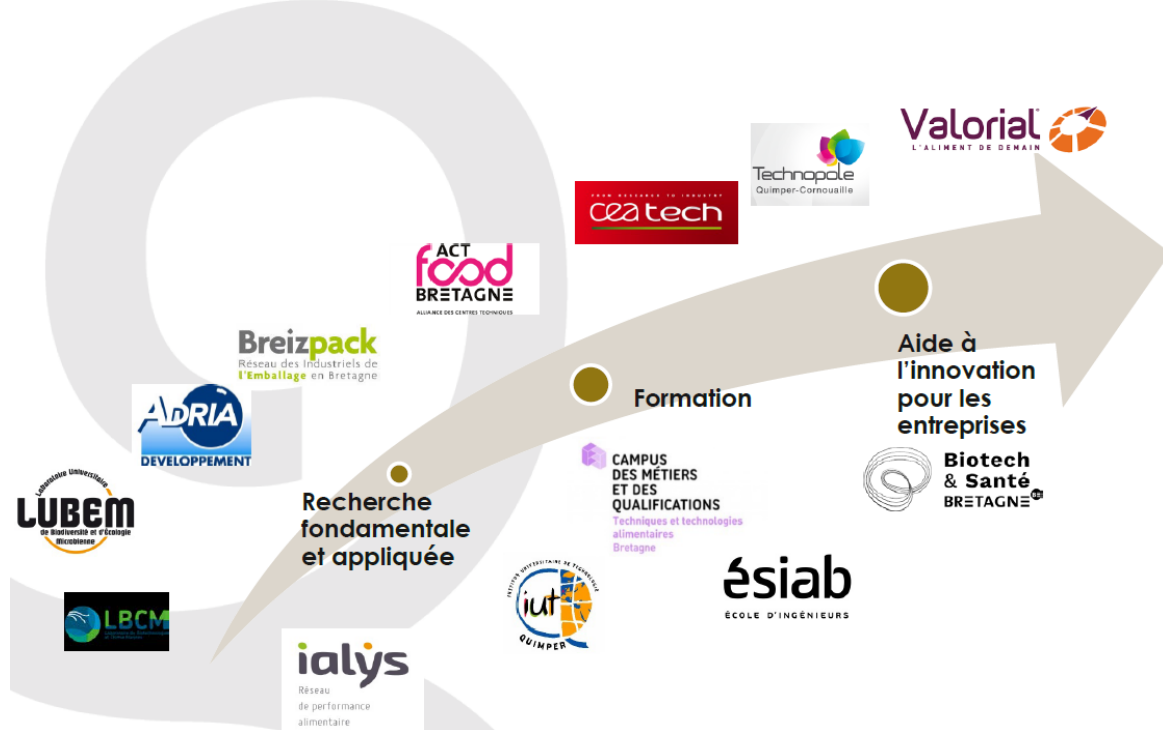 Valorial
L'ALIMENT DE DEMAIN
Technopole
Quimper-Cornouaille
FROM RESEARCH TO INDUSTRY
cea tech
ACT
food
BRETAGNE
ALLIANCE DES CENTRES TECHNIQUES
Breizpack
Réseau des Industriels de
l'Emballage en Bretagne
ADRIA
DEVELOPPEMENT
Laboratoire Universitaire
LUBEM
de Biodiversité et d'Ecologie
Microbienne
LBCM
Recherche
fondamentale
et appliquée
Formation
Aide à
l'innovation
pour les
entreprises
CAMPUS
DES MÉTIERS
ET DES
QUALIFICATIONS
Techniques et technologies
alimentaires
Bretagne
Biotech
& Santé
BRETAGNE
INSTITUT UNIVERSITAIRE DE TECHNOLOGIE
iut
QUIMPER
ésiab
ÉCOLE D'INGÉNIEURS
ialys
Réseau
de performance
alimentaire